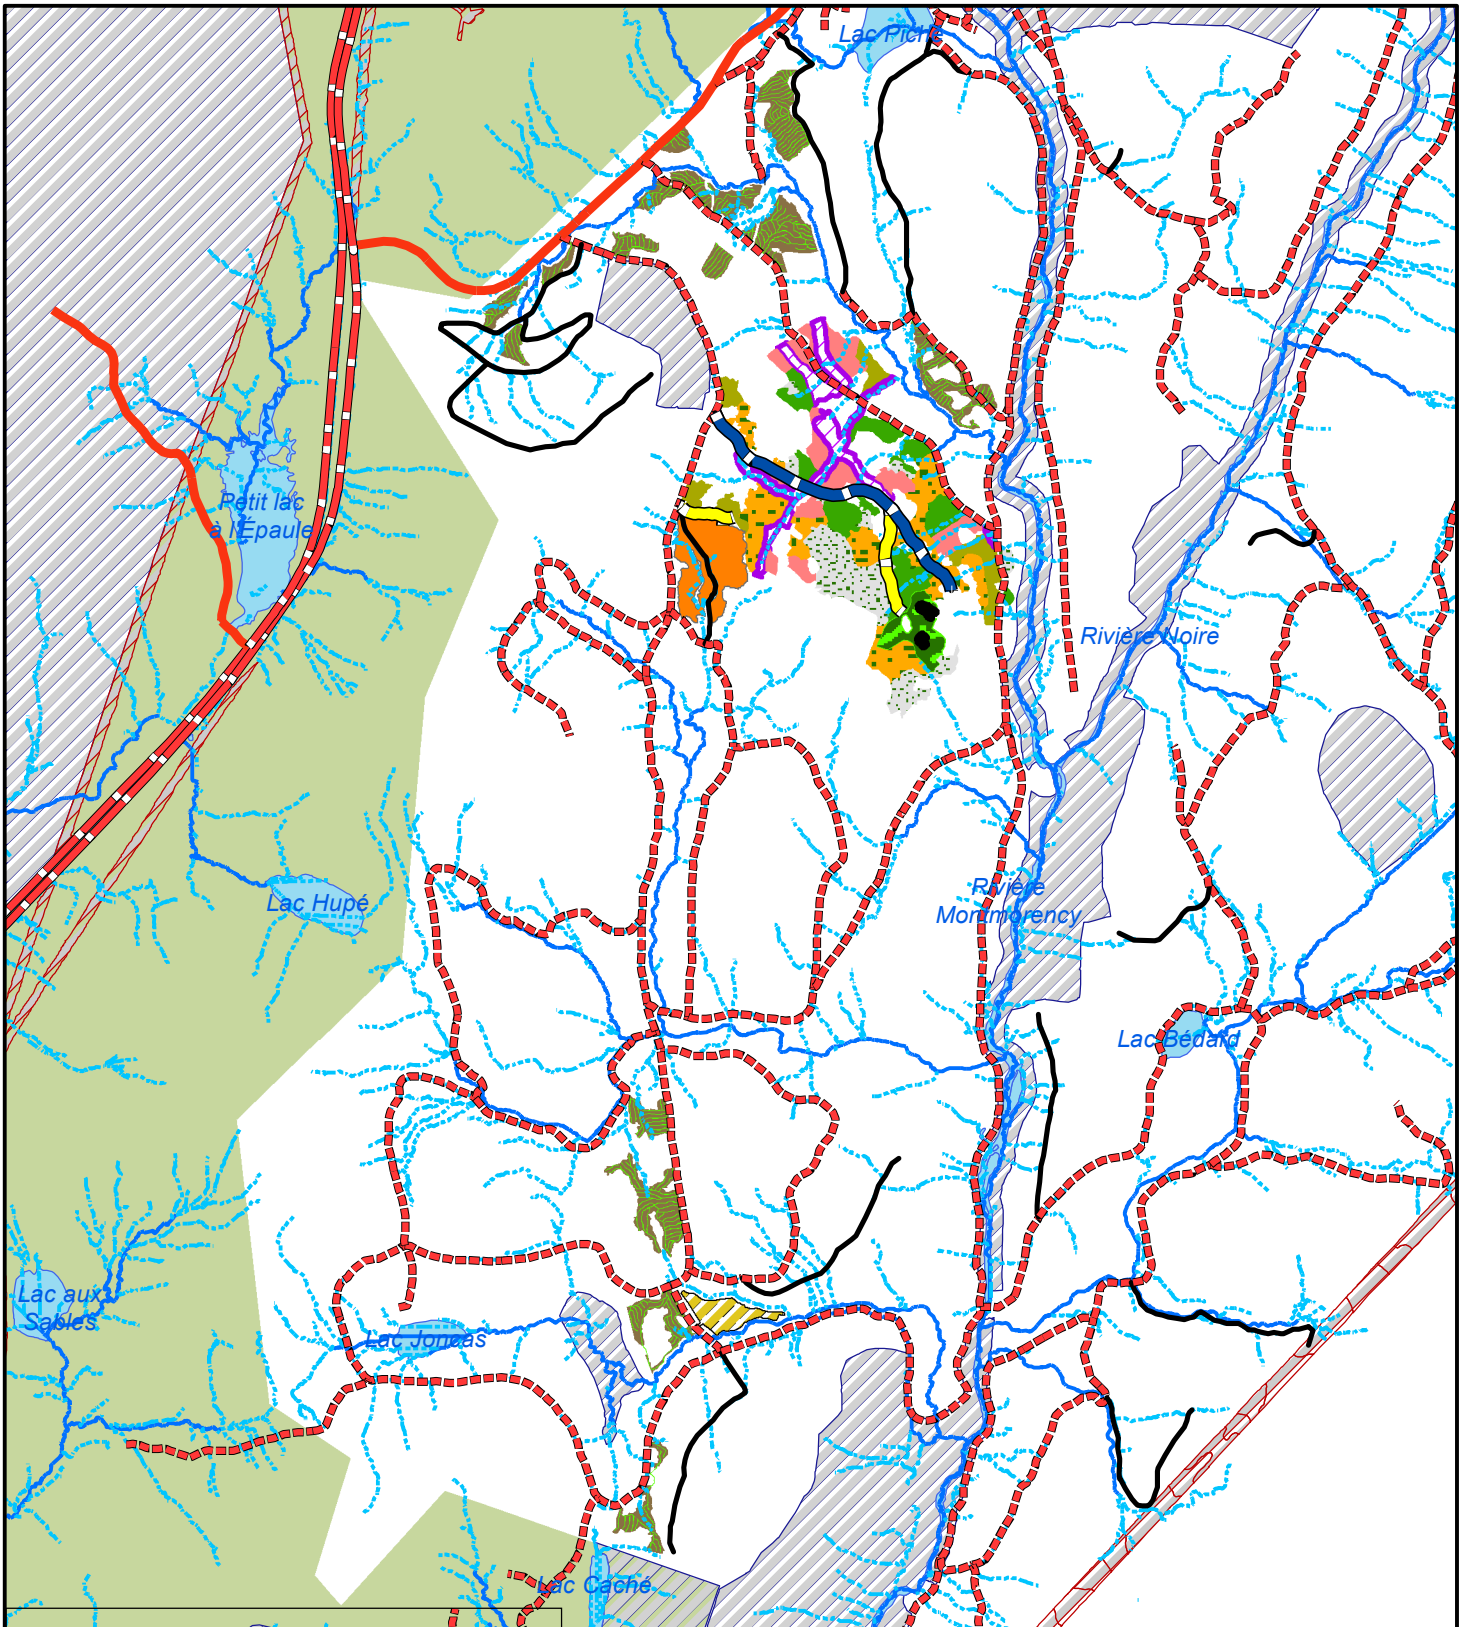 Lac Piché
Petit lac
à l'Épaule
Rivière Noire
Lac Hupé
Rivière
Montmorency
Lac Bédard
Lac aux
Sables
Lac Joncas
Lac Caché